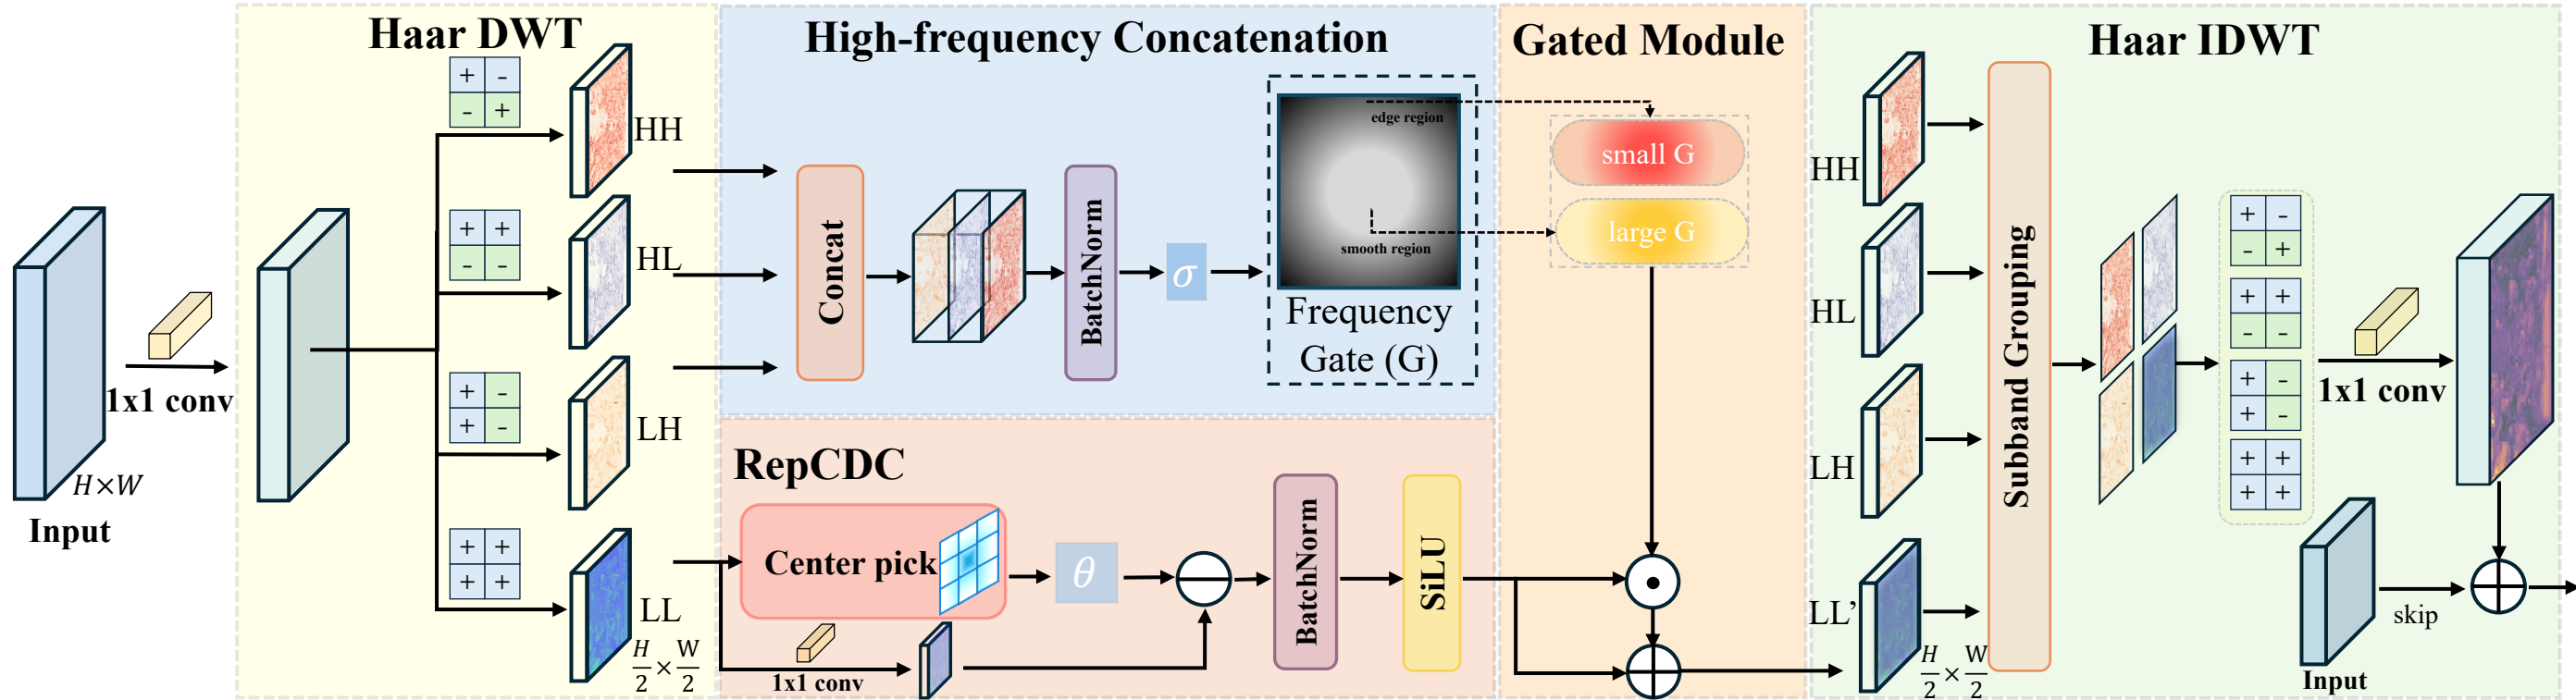 Haar DWT
High-frequency Concatenation
Gated Module
Haar IDWT
H×W
Input
1x1 conv
+ -
- +
HH
+ +
- -
HL
+ -
+ -
LH
+ +
+ +
LL
H/2 × W/2
Concat
BatchNorm
σ
edge region
smooth region
Frequency
Gate (G)
small G
large G
RepCDC
Center pick
θ
1x1 conv
BatchNorm
SiLU
HH
HL
LH
LL’
H/2 × W/2
Subband Grouping
+ -
- +
+ +
- -
+ -
+ -
+ +
+ +
1x1 conv
skip
Input